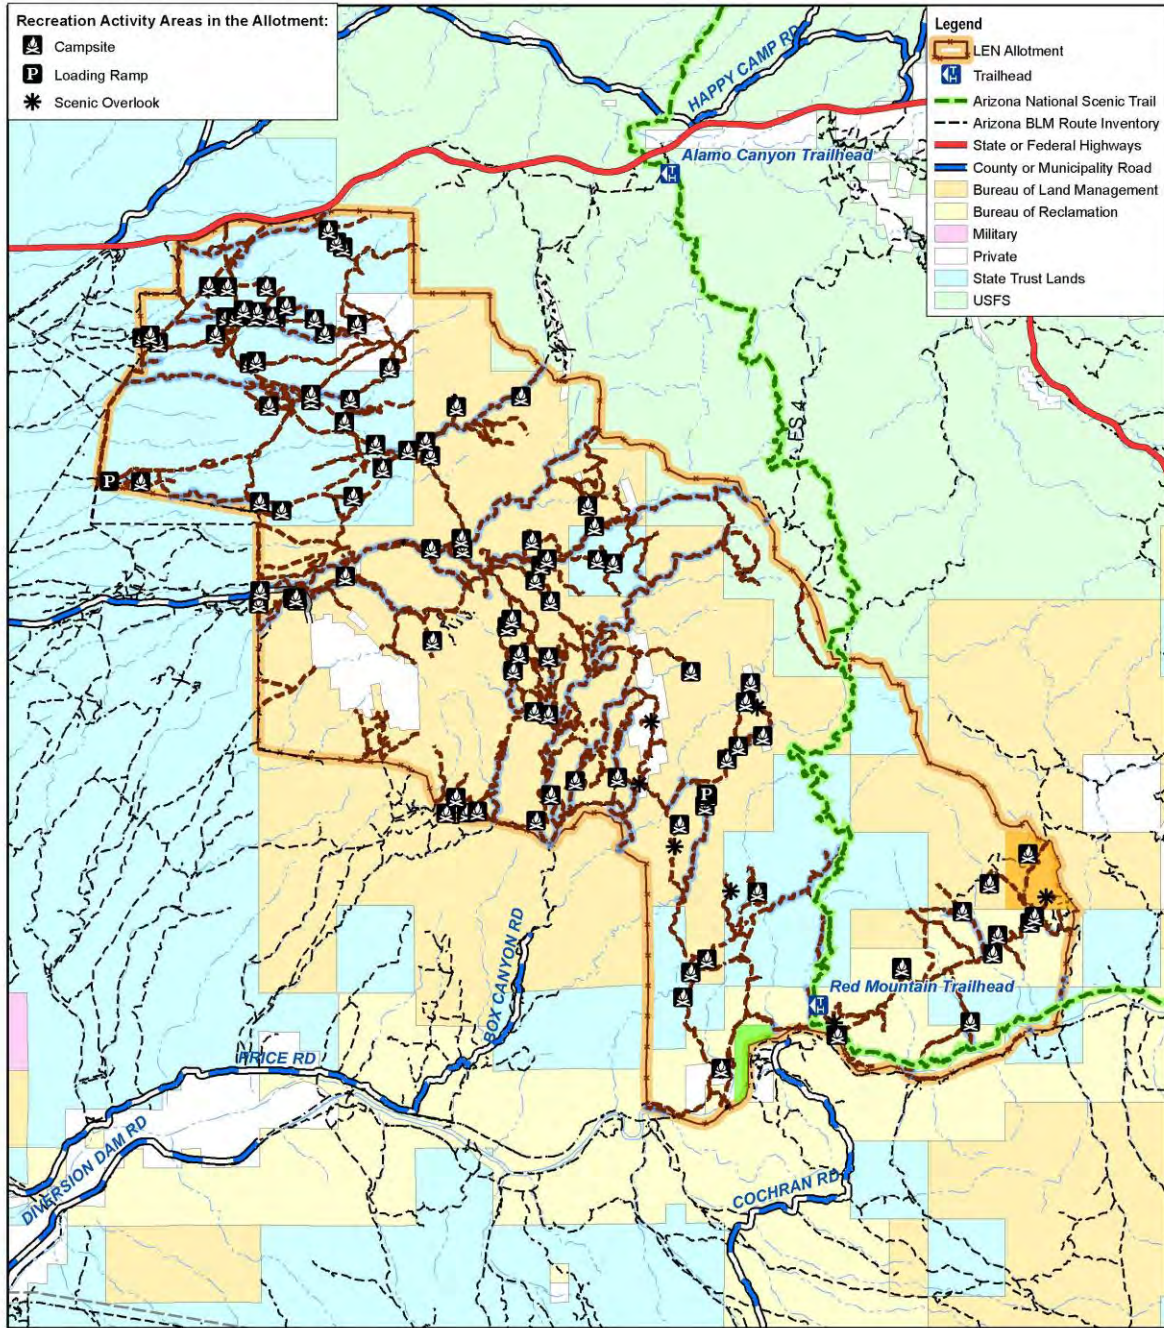 Recreation Activity Areas in the Allotment:
Campsite
P Loading Ramp
Scenic Overlook
Legend
LEN Allotment
TH Trailhead
Arizona National Scenic Trail
Arizona BLM Route Inventory
State or Federal Highways
County or Municipality Road
Bureau of Land Management
Bureau of Reclamation
Military
Private
State Trust Lands
USFS
HAPPY CAMP RD
Alamo Canyon Trailhead
TH
FS 4
P
P
Red Mountain Trailhead
TH
BOX CANYON RD
PRICE RD
DIVERSION DAM RD
COCHRAN RD